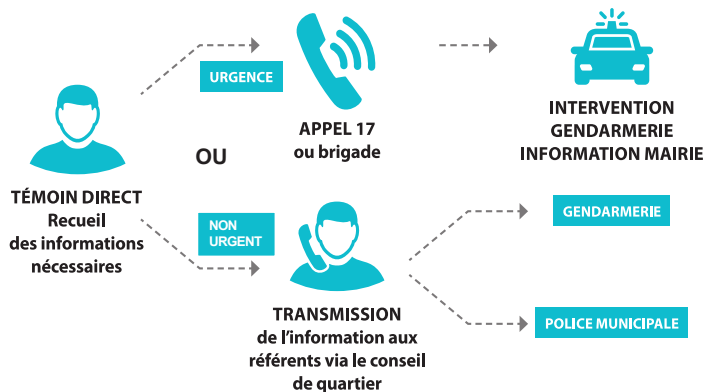 TÉMOIN DIRECT
Recueil
des informations
nécessaires
URGENCE
OU
NON
URGENT
APPEL 17
ou brigade
INTERVENTION
GENDARMERIE
INFORMATION MAIRIE
TRANSMISSION
de l'information aux
référents via le conseil
de quartier
GENDARMERIE
POLICE MUNICIPALE